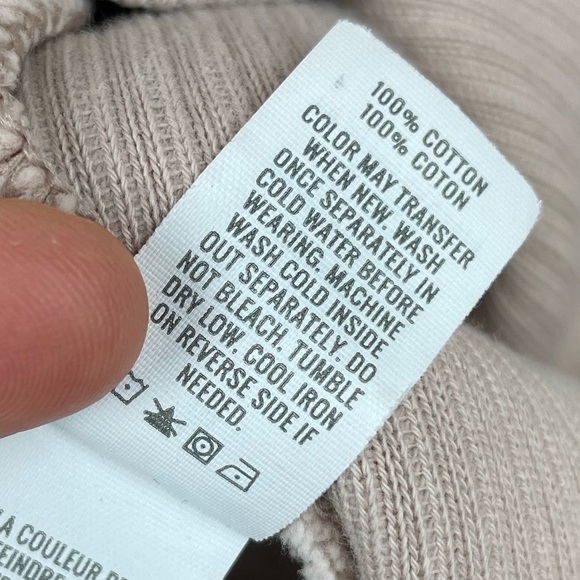 100% COTTON
100% COTON
COLOR MAY TRANSFER
WHEN NEW. WASH
ONCE SEPARATELY IN
COLD WATER BEFORE
WEARING. MACHINE
WASH COLD INSIDE
OUT SEPARATELY. DO
NOT BLEACH. TUMBLE
DRY LOW. COOL IRON
ON REVERSE SIDE IF
NEEDED.
LA COULEUR